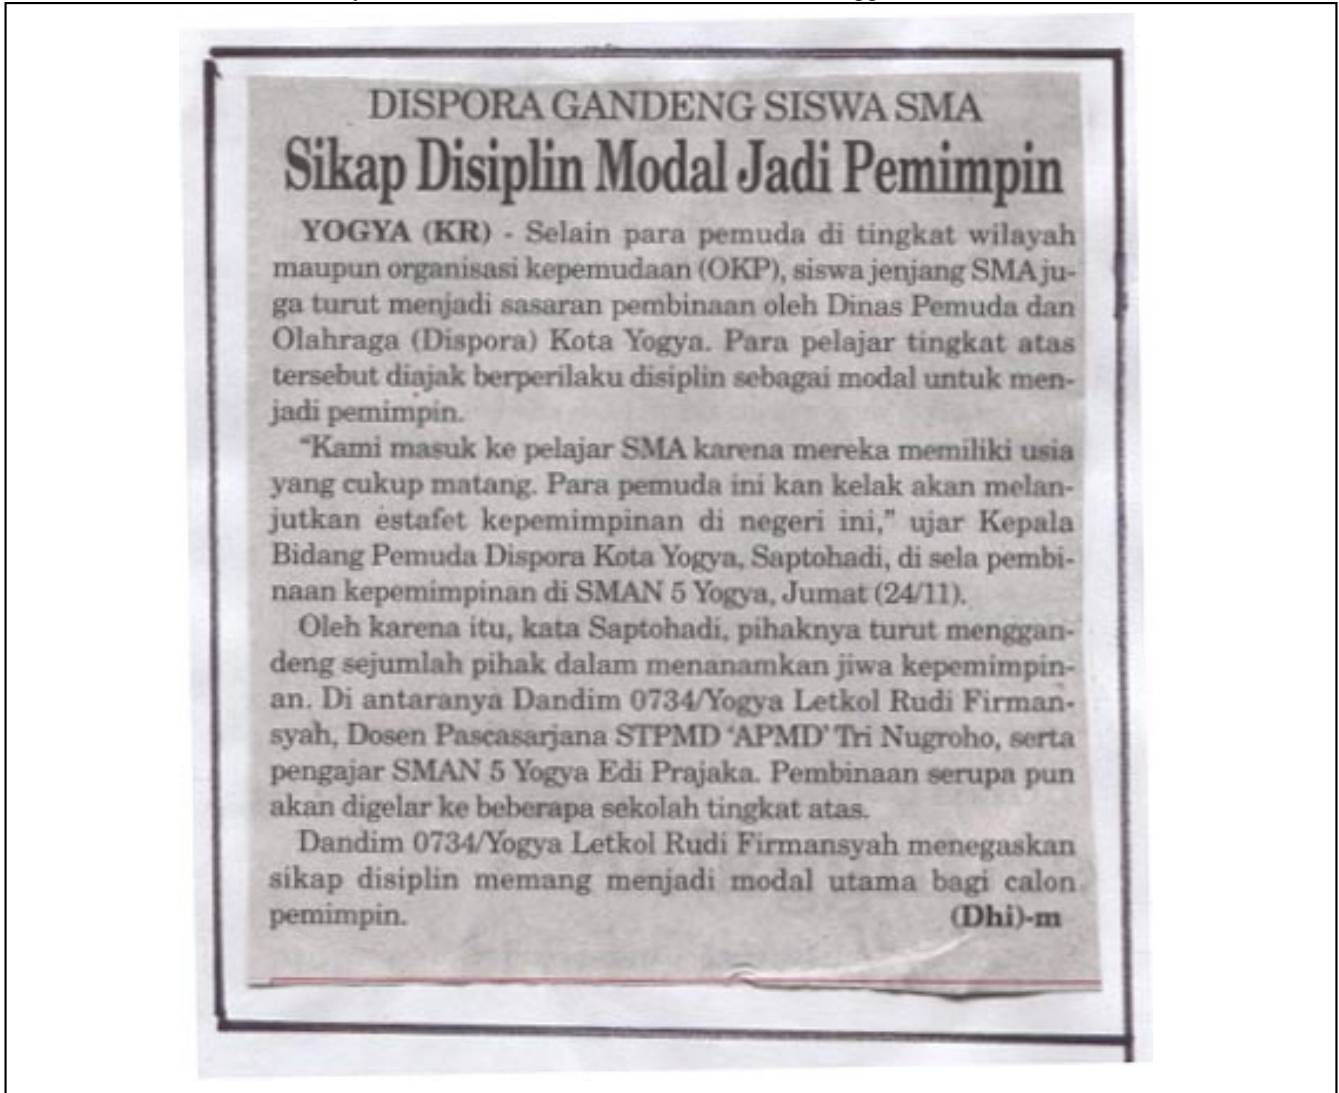 DISPORA GANDENG SISWA SMA
Sikap Disiplin Modal Jadi Pemimpin
YOGYA (KR) - Selain para pemuda di tingkat wilayah
maupun organisasi kepemudaan (OKP), siswa jenjang SMA ju-
ga turut menjadi sasaran pembinaan oleh Dinas Pemuda dan
Olahraga (Dispora) Kota Yogya. Para pelajar tingkat atas
tersebut diajak berperilaku disiplin sebagai modal untuk men-
jadi pemimpin.
"Kami masuk ke pelajar SMA karena mereka memiliki usia
yang cukup matang. Para pemuda ini kan kelak akan melan-
jutkan estafet kepemimpinan di negeri ini," ujar Kepala
Bidang Pemuda Dispora Kota Yogya, Saptohadi, di sela pembi-
naan kepemimpinan di SMAN 5 Yogya, Jumat (24/11).
Oleh karena itu, kata Saptohadi, pihaknya turut menggan-
deng sejumlah pihak dalam menanamkan jiwa kepemimpin-
an. Di antaranya Dandim 0734/Yogya Letkol Rudi Firman-
syah, Dosen Pascasarjana STPMD 'APMD' Tri Nugroho, serta
pengajar SMAN 5 Yogya Edi Prajaka. Pembinaan serupa pun
akan digelar ke beberapa sekolah tingkat atas.
Dandim 0734/Yogya Letkol Rudi Firmansyah menegaskan
sikap disiplin memang menjadi modal utama bagi calon
pemimpin. (Dhi)-m